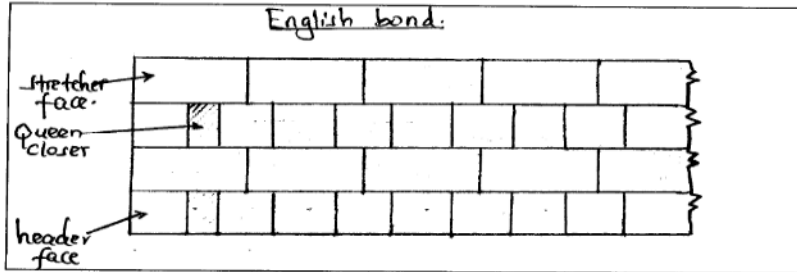 English bond.
stretcher
face.
Queen
closer
header
face